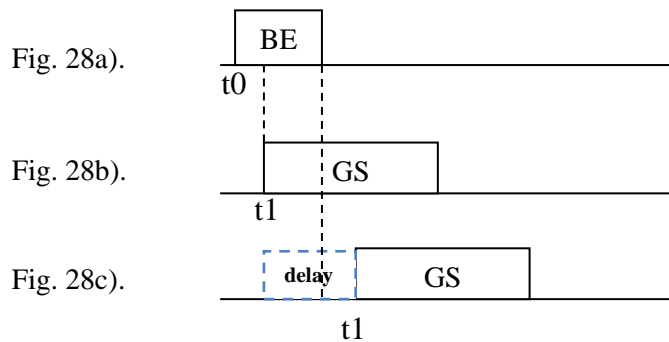 Fig. 28a).
BE
t0
Fig. 28b).
GS
t1
Fig. 28c).
delay
GS
t1